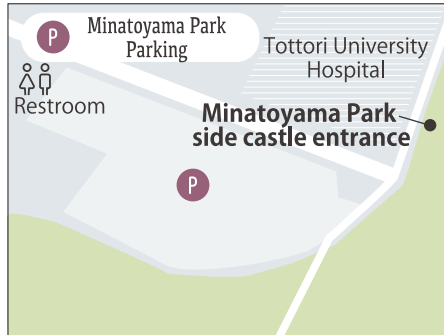 P
Minatoyama Park
Parking
Tottori University
Hospital
Restroom
Minatoyama Park
side castle entrance
P